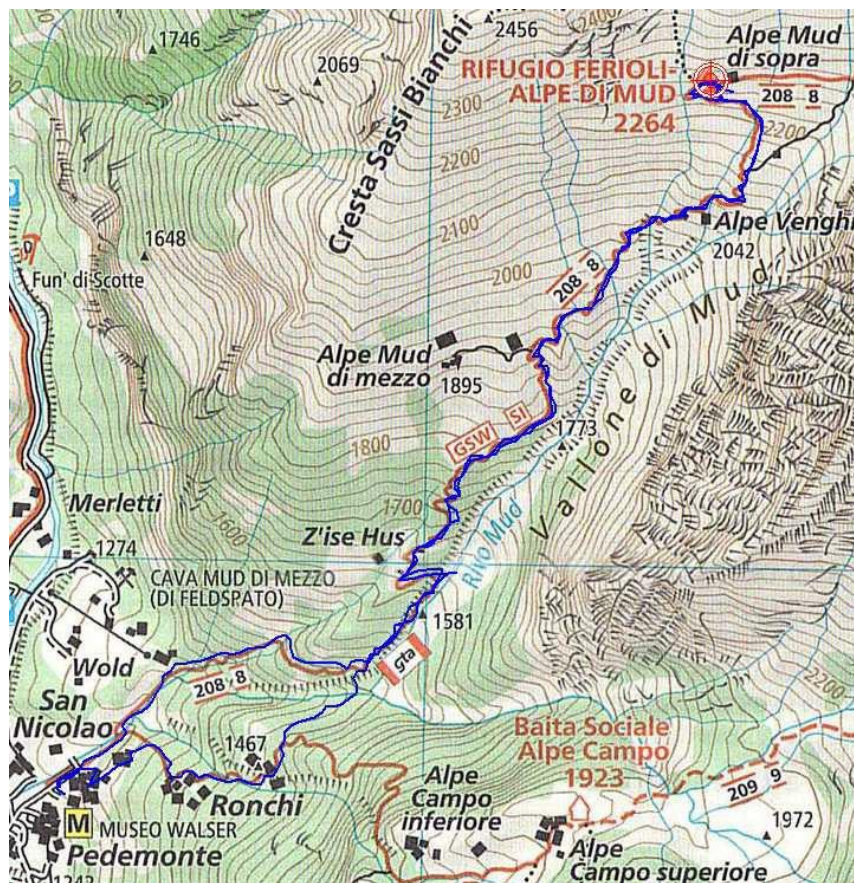 2400
2456
Alpe Mud
di sopra
1746
2069
Cresta Sassi Bianchi
RIFUGIO FERIOLI-
ALPE DI MUD
2264
208 8
2300
2200
2200
2100
Alpe Venghi
2042
1648
Fun' di Scotte
2000
208 8
Alpe Mud
di mezzo
1895
Vallone di Mud
GSW
SI
1773
1800
1700
1600
Merletti
1274
Z'ise Hus
Rivo Mud
CAVA MUD DI MEZZO
(DI FELDSPATO)
1581
gta
Wold
208 8
2200
San
Nicolao
1467
Ronchi
Baita Sociale
Alpe Campo
1923
209 9
Alpe
Campo
inferiore
1972
M
MUSEO WALSER
Pedemonte
Alpe
Campo superiore